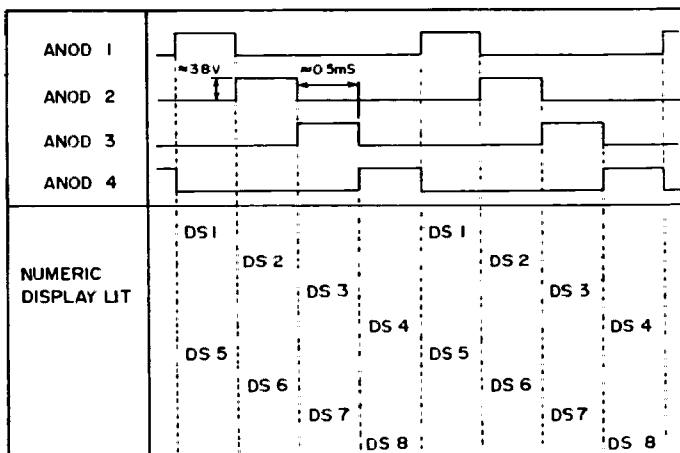 ANOD 1
≈38V
≈0.5mS
ANOD 2
ANOD 3
ANOD 4
NUMERIC
DISPLAY LIT
DS1 DS 1
DS 2 DS 2
DS 3 DS 3
DS 4 DS 4
DS 5 DS 5
DS 6 DS 6
DS 7 DS 7
DS 8 DS 8